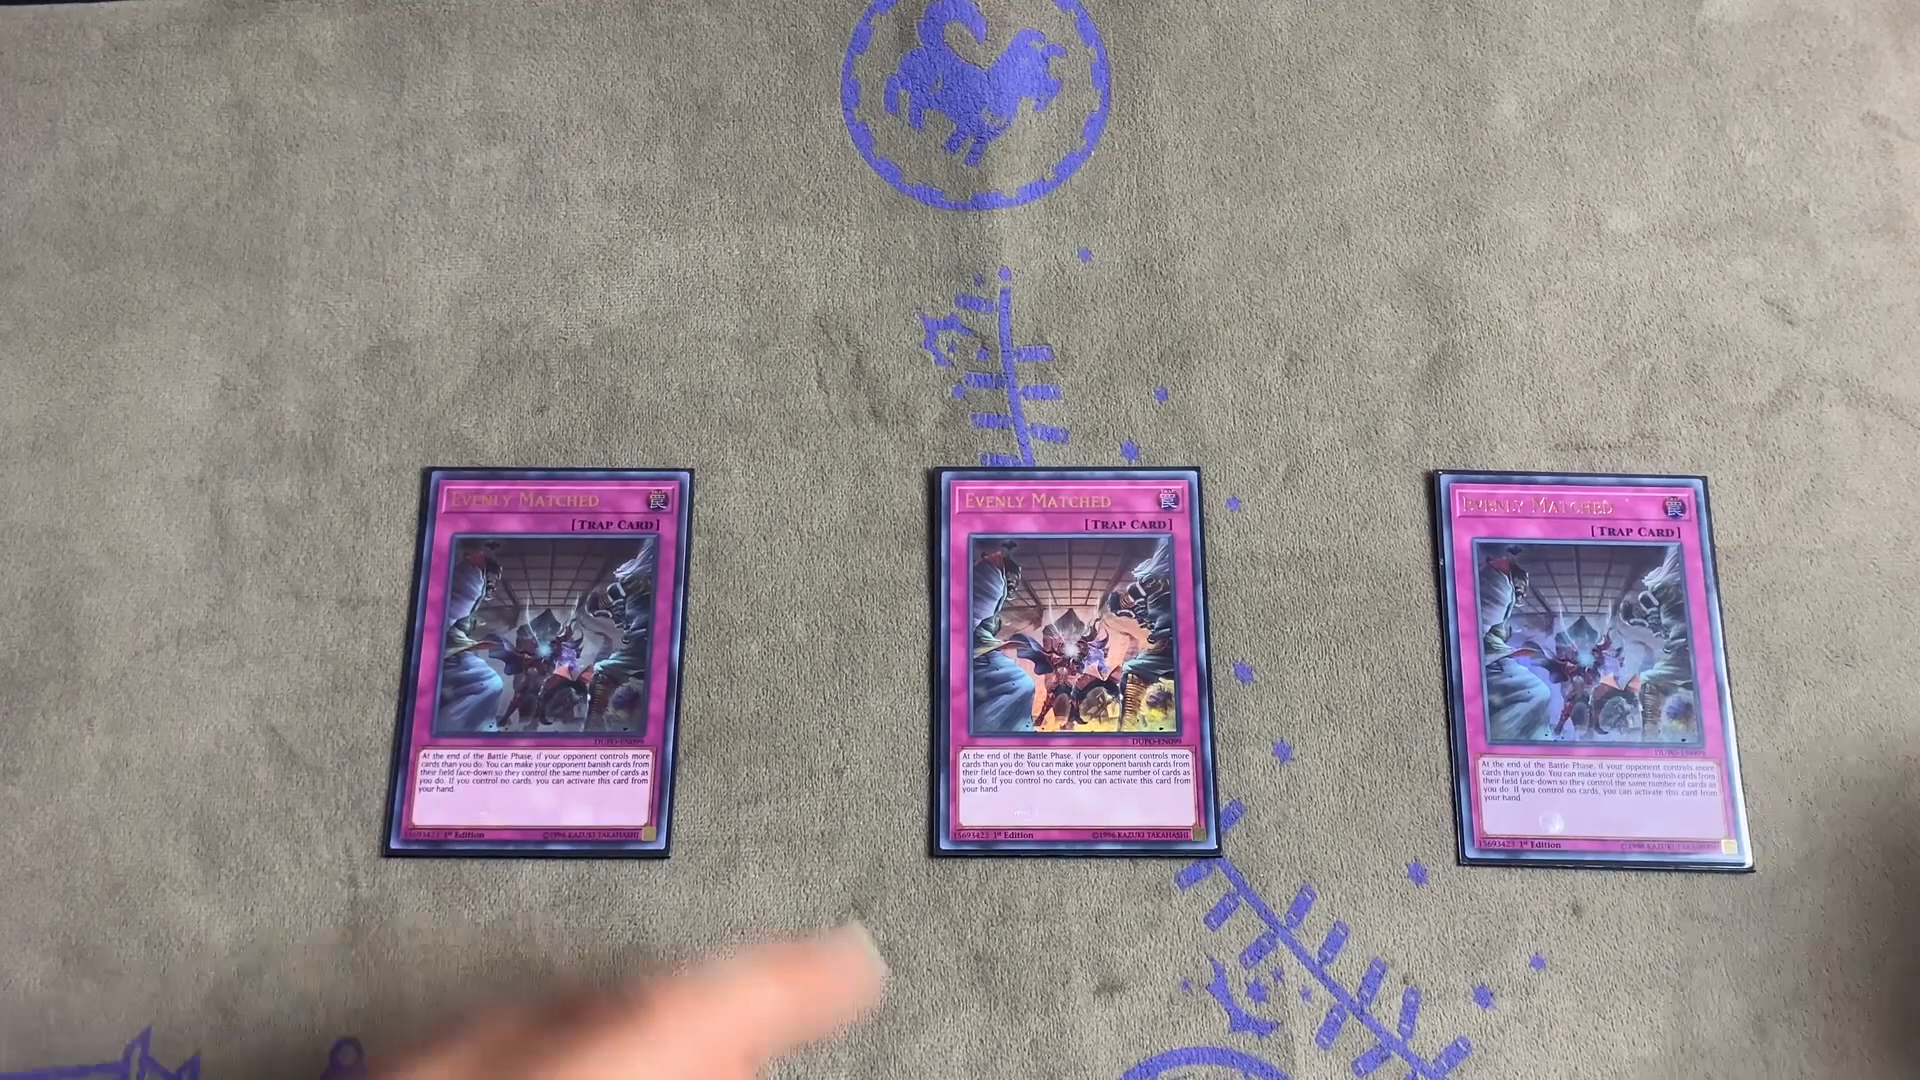 EVENLY MATCHED
[TRAP CARD]
DUPO-EN099
At the end of the Battle Phase, if your opponent controls more
cards than you do: You can make your opponent banish cards from
their field face-down so they control the same number of cards as
you do. If you control no cards, you can activate this card from
your hand.
15693423 1st Edition ©1996 KAZUKI TAKAHASHI
EVENLY MATCHED
[TRAP CARD]
DUPO-EN099
At the end of the Battle Phase, if your opponent controls more
cards than you do: You can make your opponent banish cards from
their field face-down so they control the same number of cards as
you do. If you control no cards, you can activate this card from
your hand.
15693423 1st Edition ©1996 KAZUKI TAKAHASHI
EVENLY MATCHED
[TRAP CARD]
DUPO-EN099
At the end of the Battle Phase, if your opponent controls more
cards than you do: You can make your opponent banish cards from
their field face-down so they control the same number of cards as
you do. If you control no cards, you can activate this card from
your hand.
15693423 1st Edition ©1996 KAZUKI TAKAHASHI